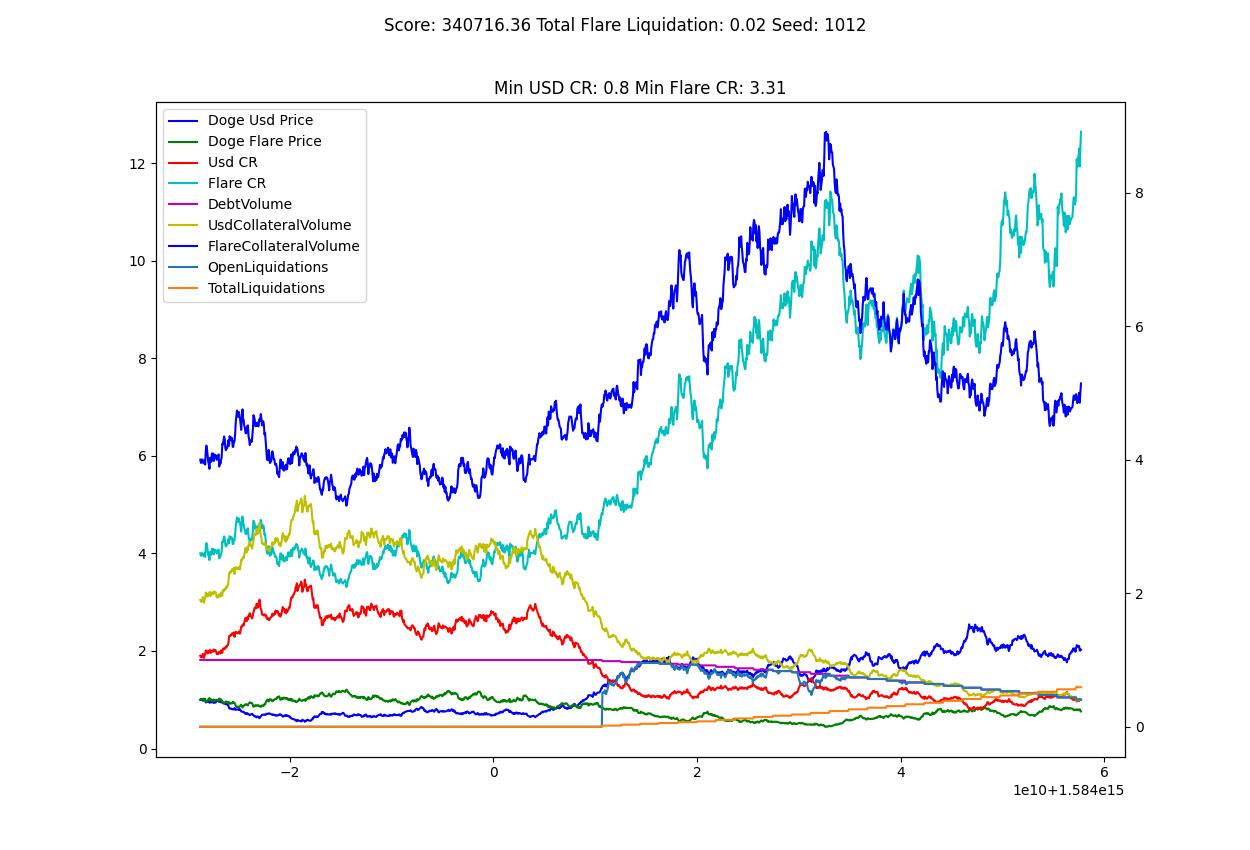 Score: 340716.36 Total Flare Liquidation: 0.02 Seed: 1012
Min USD CR: 0.8 Min Flare CR: 3.31
Doge Usd Price
Doge Flare Price
Usd CR
Flare CR
DebtVolume
UsdCollateralVolume
FlareCollateralVolume
OpenLiquidations
TotalLiquidations
12
10
8
6
4
2
0
8
6
4
2
0
−2 0 2 4 6
1e10+1.584e15